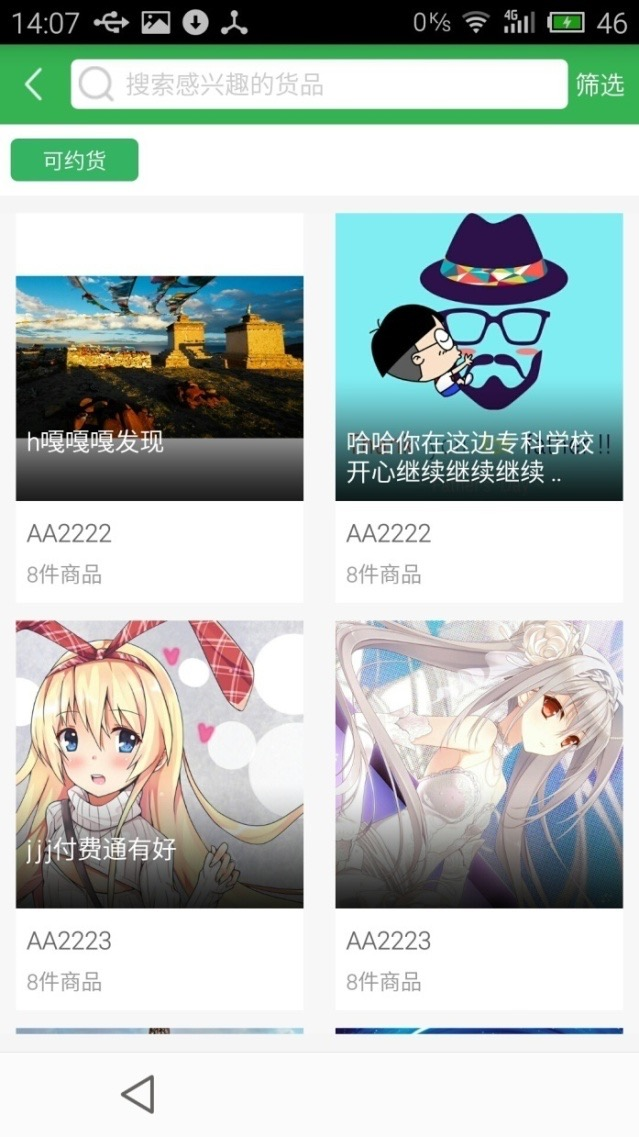 14:07
0K/s
4G
46
搜索感兴趣的货品
筛选
可约货
h嘎嘎嘎发现
哈哈你在这边专科学校
开心继续继续继续 ..
!!
AA2222
8件商品
AA2222
8件商品
jjj付费通有好
AA2223
8件商品
AA2223
8件商品